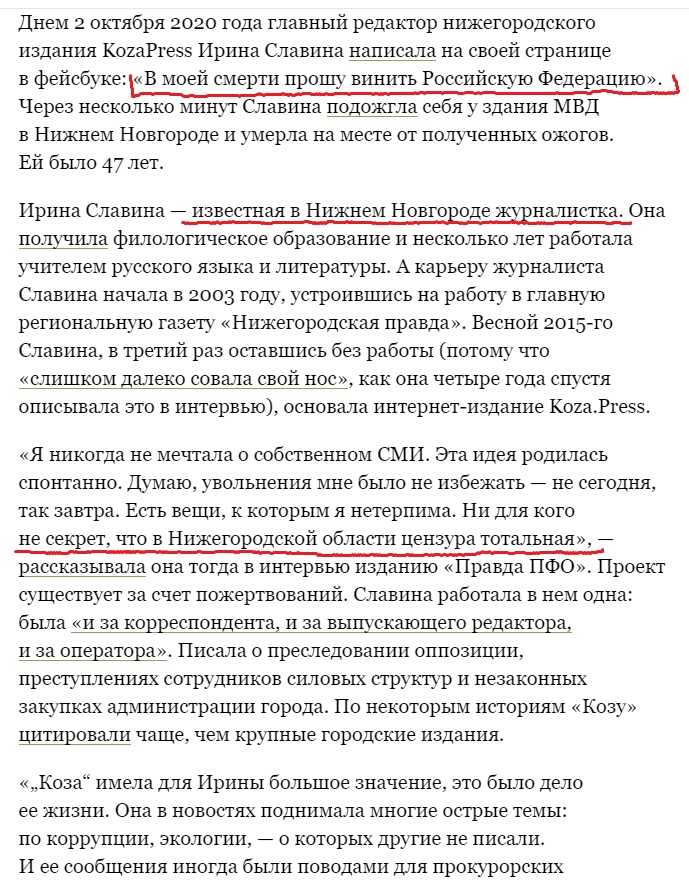 Днем 2 октября 2020 года главный редактор нижегородского
издания KozaPress Ирина Славина написала на своей странице
в фейсбуке: «В моей смерти прошу винить Российскую Федерацию».
Через несколько минут Славина подожгла себя у здания МВД
в Нижнем Новгороде и умерла на месте от полученных ожогов.
Ей было 47 лет.
Ирина Славина — известная в Нижнем Новгороде журналистка. Она
получила филологическое образование и несколько лет работала
учителем русского языка и литературы. А карьеру журналиста
Славина начала в 2003 году, устроившись на работу в главную
региональную газету «Нижегородская правда». Весной 2015-го
Славина, в третий раз оставшись без работы (потому что
«слишком далеко совала свой нос», как она четыре года спустя
описывала это в интервью), основала интернет-издание Koza.Press.
«Я никогда не мечтала о собственном СМИ. Эта идея родилась
спонтанно. Думаю, увольнения мне было не избежать — не сегодня,
так завтра. Есть вещи, к которым я нетерпима. Ни для кого
не секрет, что в Нижегородской области цензура тотальная», —
рассказывала она тогда в интервью изданию «Правда ПФО». Проект
существует за счет пожертвований. Славина работала в нем одна:
была «и за корреспондента, и за выпускающего редактора,
и за оператора». Писала о преследовании оппозиции,
преступлениях сотрудников силовых структур и незаконных
закупках администрации города. По некоторым историям «Козу»
цитировали чаще, чем крупные городские издания.
«„Коза“ имела для Ирины большое значение, это было дело
ее жизни. Она в новостях поднимала многие острые темы:
по коррупции, экологии, — о которых другие не писали.
И ее сообщения иногда были поводами для прокурорских